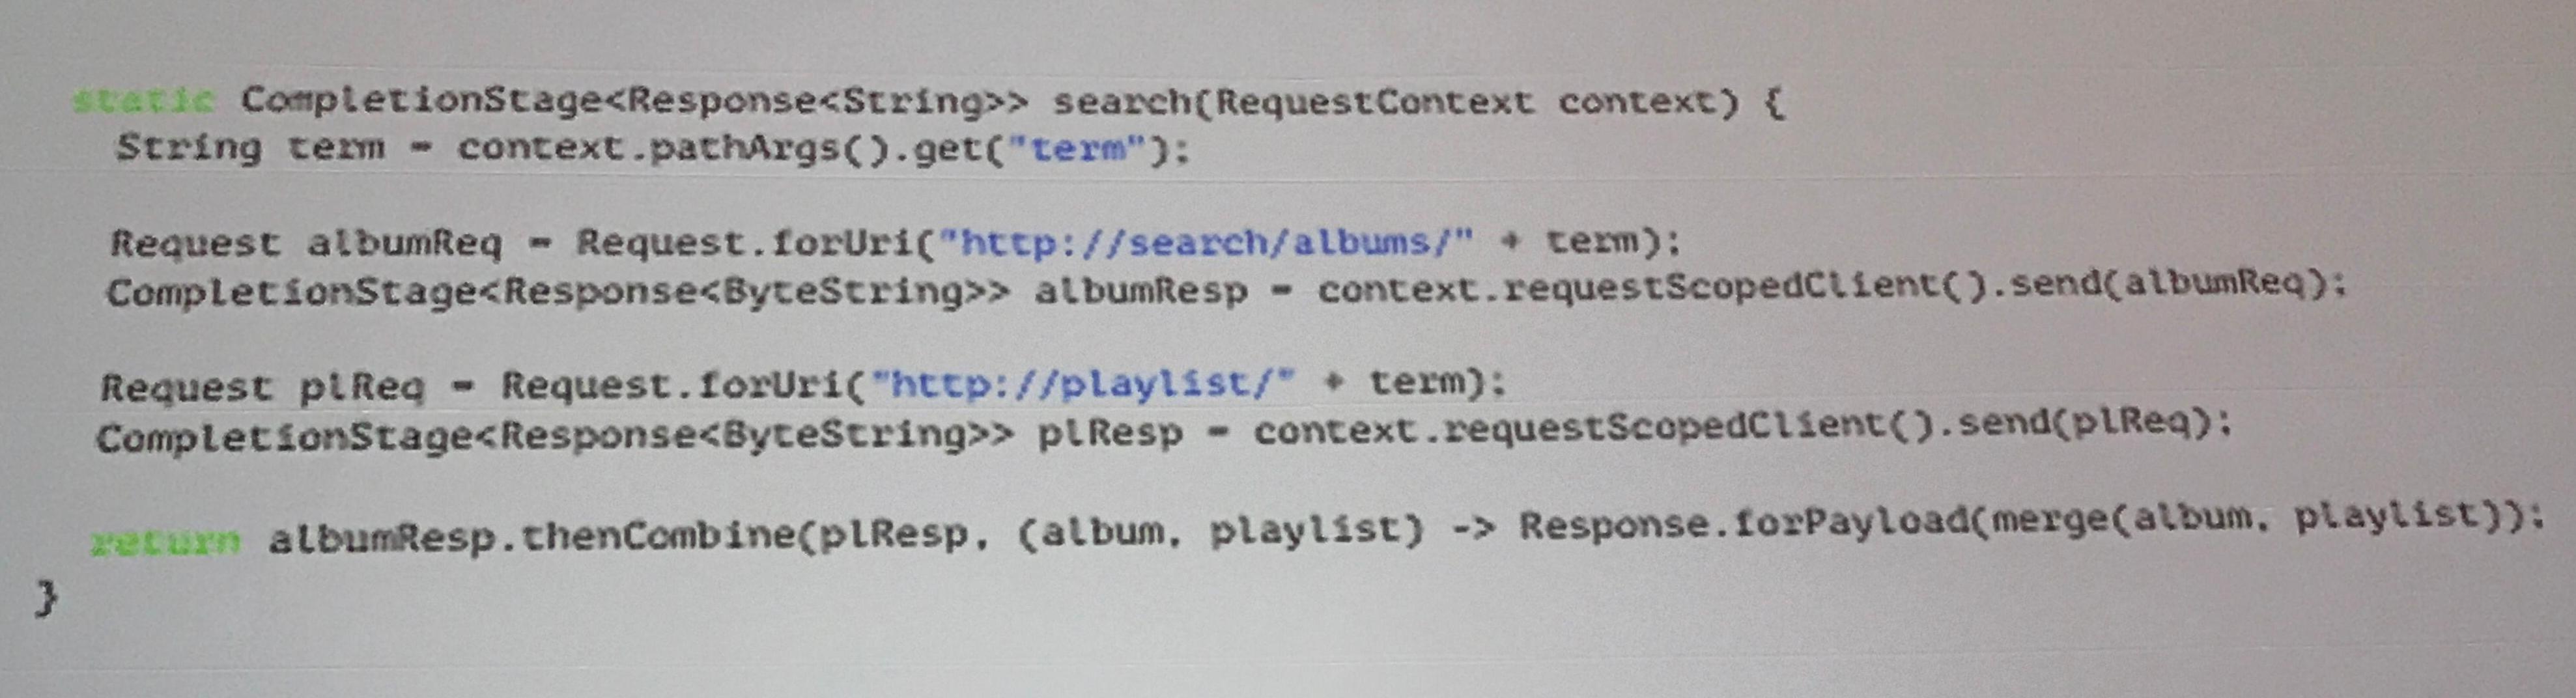 static CompletionStage<Response<String>> search(RequestContext context) {
String term = context.pathArgs().get("term");
Request albumReq = Request.forUri("http://search/albums/" + term);
CompletionStage<Response<ByteString>> albumResp = context.requestScopedClient().send(albumReq);
Request plReq = Request.forUri("http://playlist/" + term);
CompletionStage<Response<ByteString>> plResp = context.requestScopedClient().send(plReq);
return albumResp.thenCombine(plResp, (album, playlist) -> Response.forPayload(merge(album, playlist));
}